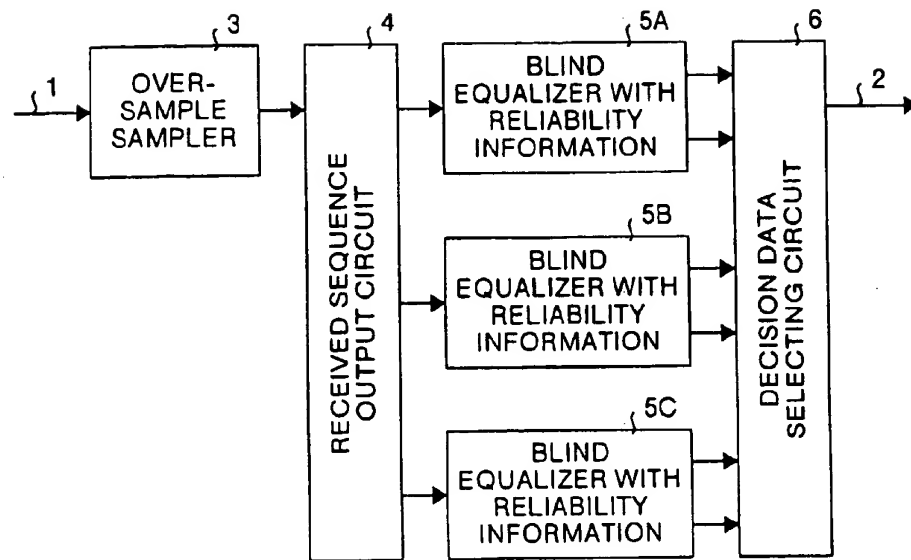 1
3
OVER-
SAMPLE
SAMPLER
4
RECEIVED SEQUENCE
OUTPUT CIRCUIT
5A
BLIND
EQUALIZER WITH
RELIABILITY
INFORMATION
5B
BLIND
EQUALIZER WITH
RELIABILITY
INFORMATION
5C
BLIND
EQUALIZER WITH
RELIABILITY
INFORMATION
6
DECISION DATA
SELECTING CIRCUIT
2